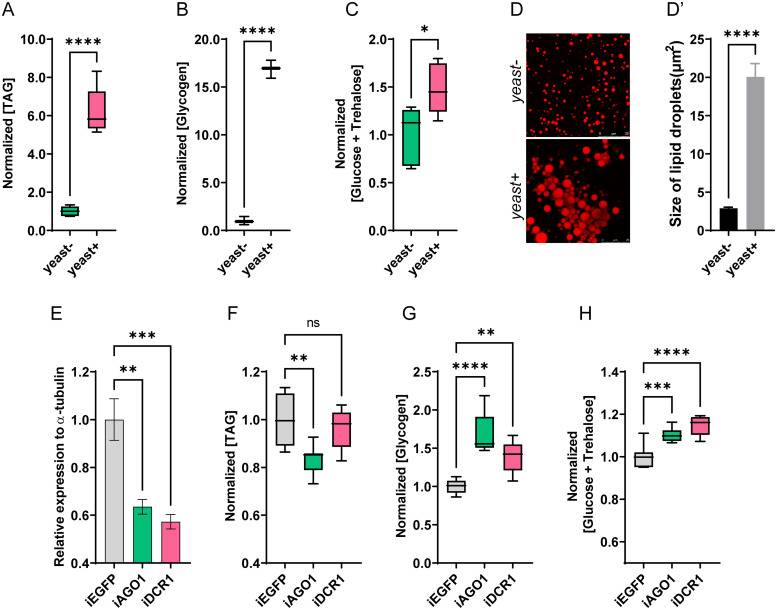 A
Normalized [TAG]
8.0
6.0
4.0
2.0
1.0
0.0
****
yeast-
yeast+
B
Normalized [Glycogen]
20.0
15.0
10.0
5.0
1.0
0.0
****
yeast-
yeast+
C
Normalized
[Glucose + Trehalose]
2.0
1.5
1.0
0.5
0.0
*
yeast-
yeast+
D
yeast-
yeast+
D’
Size of lipid droplets(µm²)
25
20
15
10
5
0
****
yeast-
yeast+
E
Relative expression to α-tubulin
1.2
1.0
0.8
0.6
0.4
***
**
iEGFP
iAGO1
iDCR1
F
Normalized [TAG]
1.2
1.0
0.8
0.6
0.4
ns
**
iEGFP
iAGO1
iDCR1
G
Normalized [Glycogen]
2.5
2.0
1.5
1.0
0.5
0.0
**
****
iEGFP
iAGO1
iDCR1
H
Normalized
[Glucose + Trehalose]
1.4
1.2
1.0
0.8
0.6
****
***
iEGFP
iAGO1
iDCR1